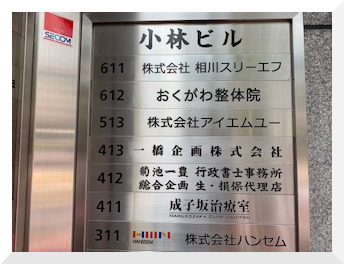 SECOM
小林ビル
611 株式会社 相川スリーエフ
612 おくがわ整体院
513 株式会社アイエムユー
413 一橋企画株式会社
412 菊池一豊 行政書士事務所
総合企画 生・損保代理店
411 成子坂治療室
311 HANSSEM 株式会社ハンセム